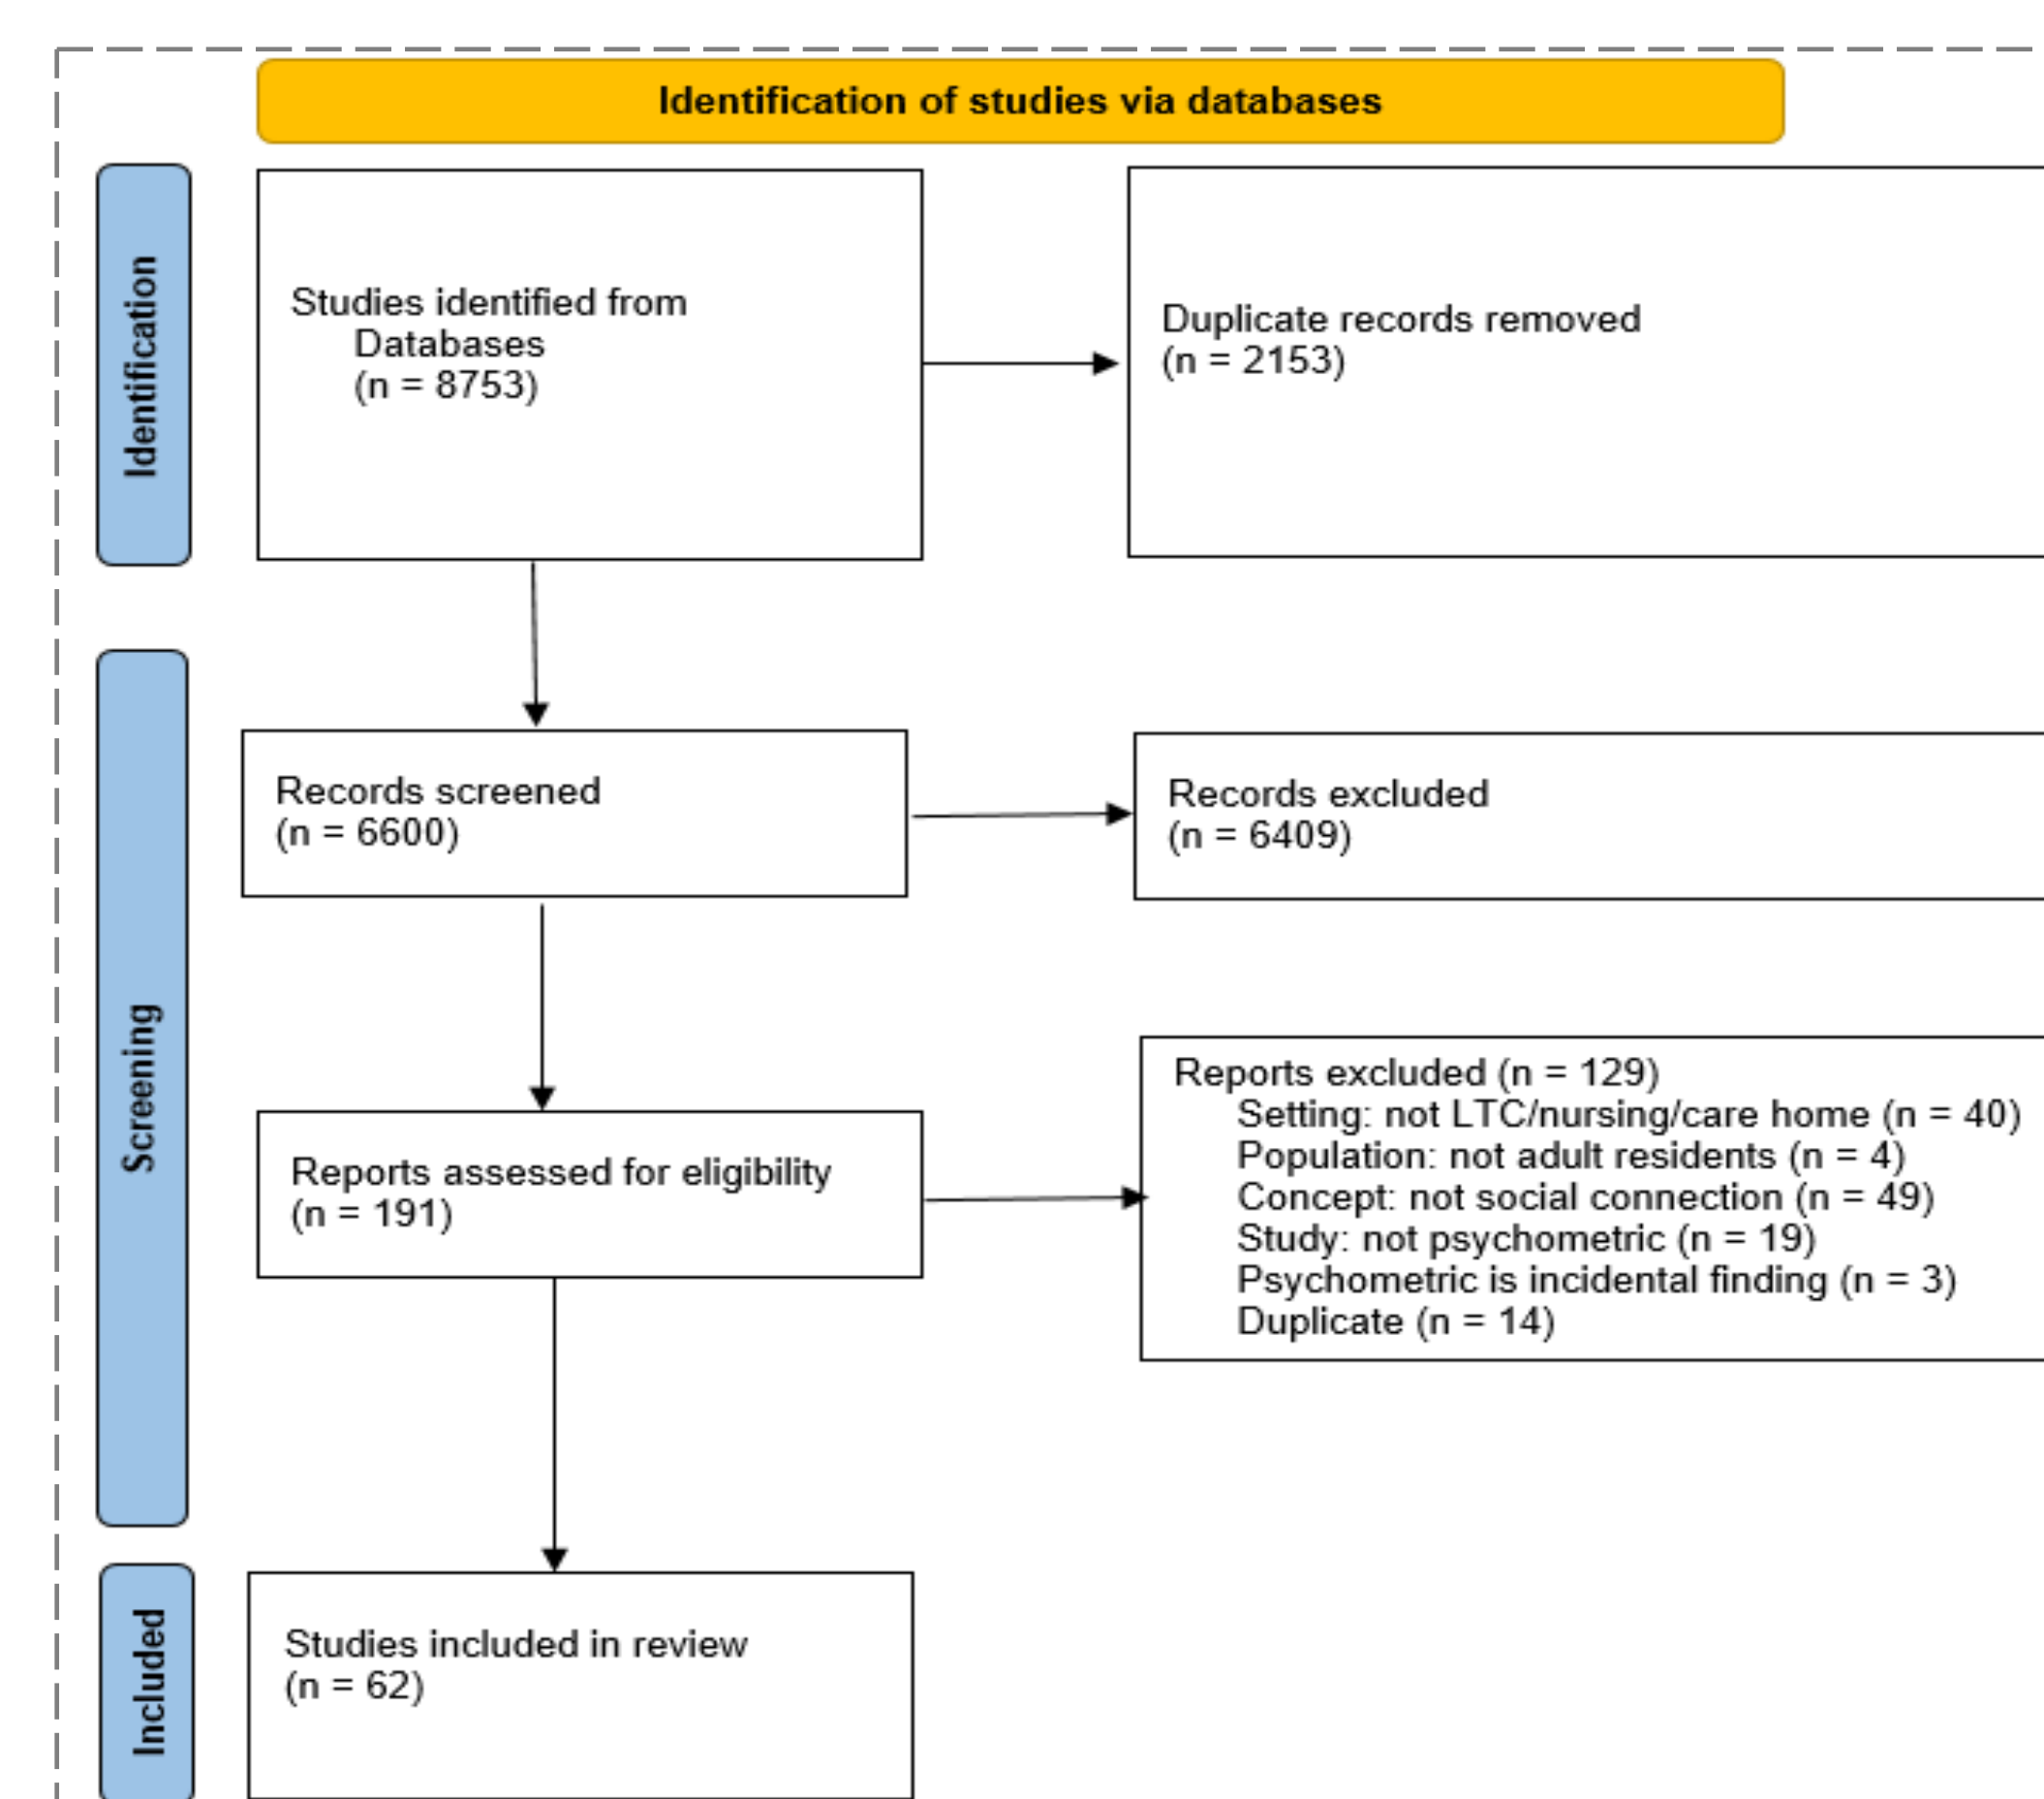 Identification of studies via databases
Identification
Studies identified from
Databases
(n = 8753)
Duplicate records removed
(n = 2153)
Screening
Records screened
(n = 6600)
Records excluded
(n = 6409)
Reports assessed for eligibility
(n = 191)
Reports excluded (n = 129)
Setting: not LTC/nursing/care home (n = 40)
Population: not adult residents (n = 4)
Concept: not social connection (n = 49)
Study: not psychometric (n = 19)
Psychometric is incidental finding (n = 3)
Duplicate (n = 14)
Included
Studies included in review
(n = 62)